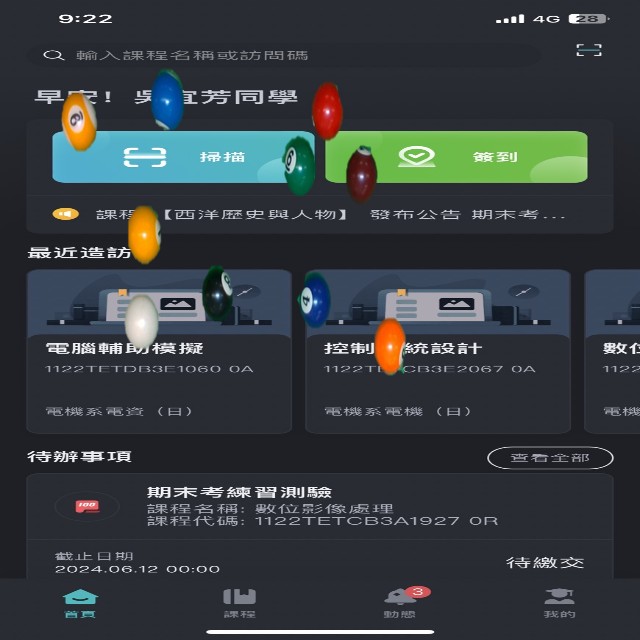 9:22 4G 28
輸入課程名稱或訪問碼
早安！吳宜芳同學
掃描 簽到
課程【西洋歷史與人物】 發布公告 期末考...
最近造訪
電腦輔助模擬
1122TETDB3E1060 0A
電機系電資（日）
控制 統設計
1122T CB3E2067 0A
電機系電機（日）
數位
1122
電機
待辦事項 查看全部
期末考練習測驗
課程名稱: 數位影像處理
課程代碼: 1122TETCB3A1927 0R
截止日期
2024.06.12 00:00
待繳交
首頁 課程 動態 3 我的